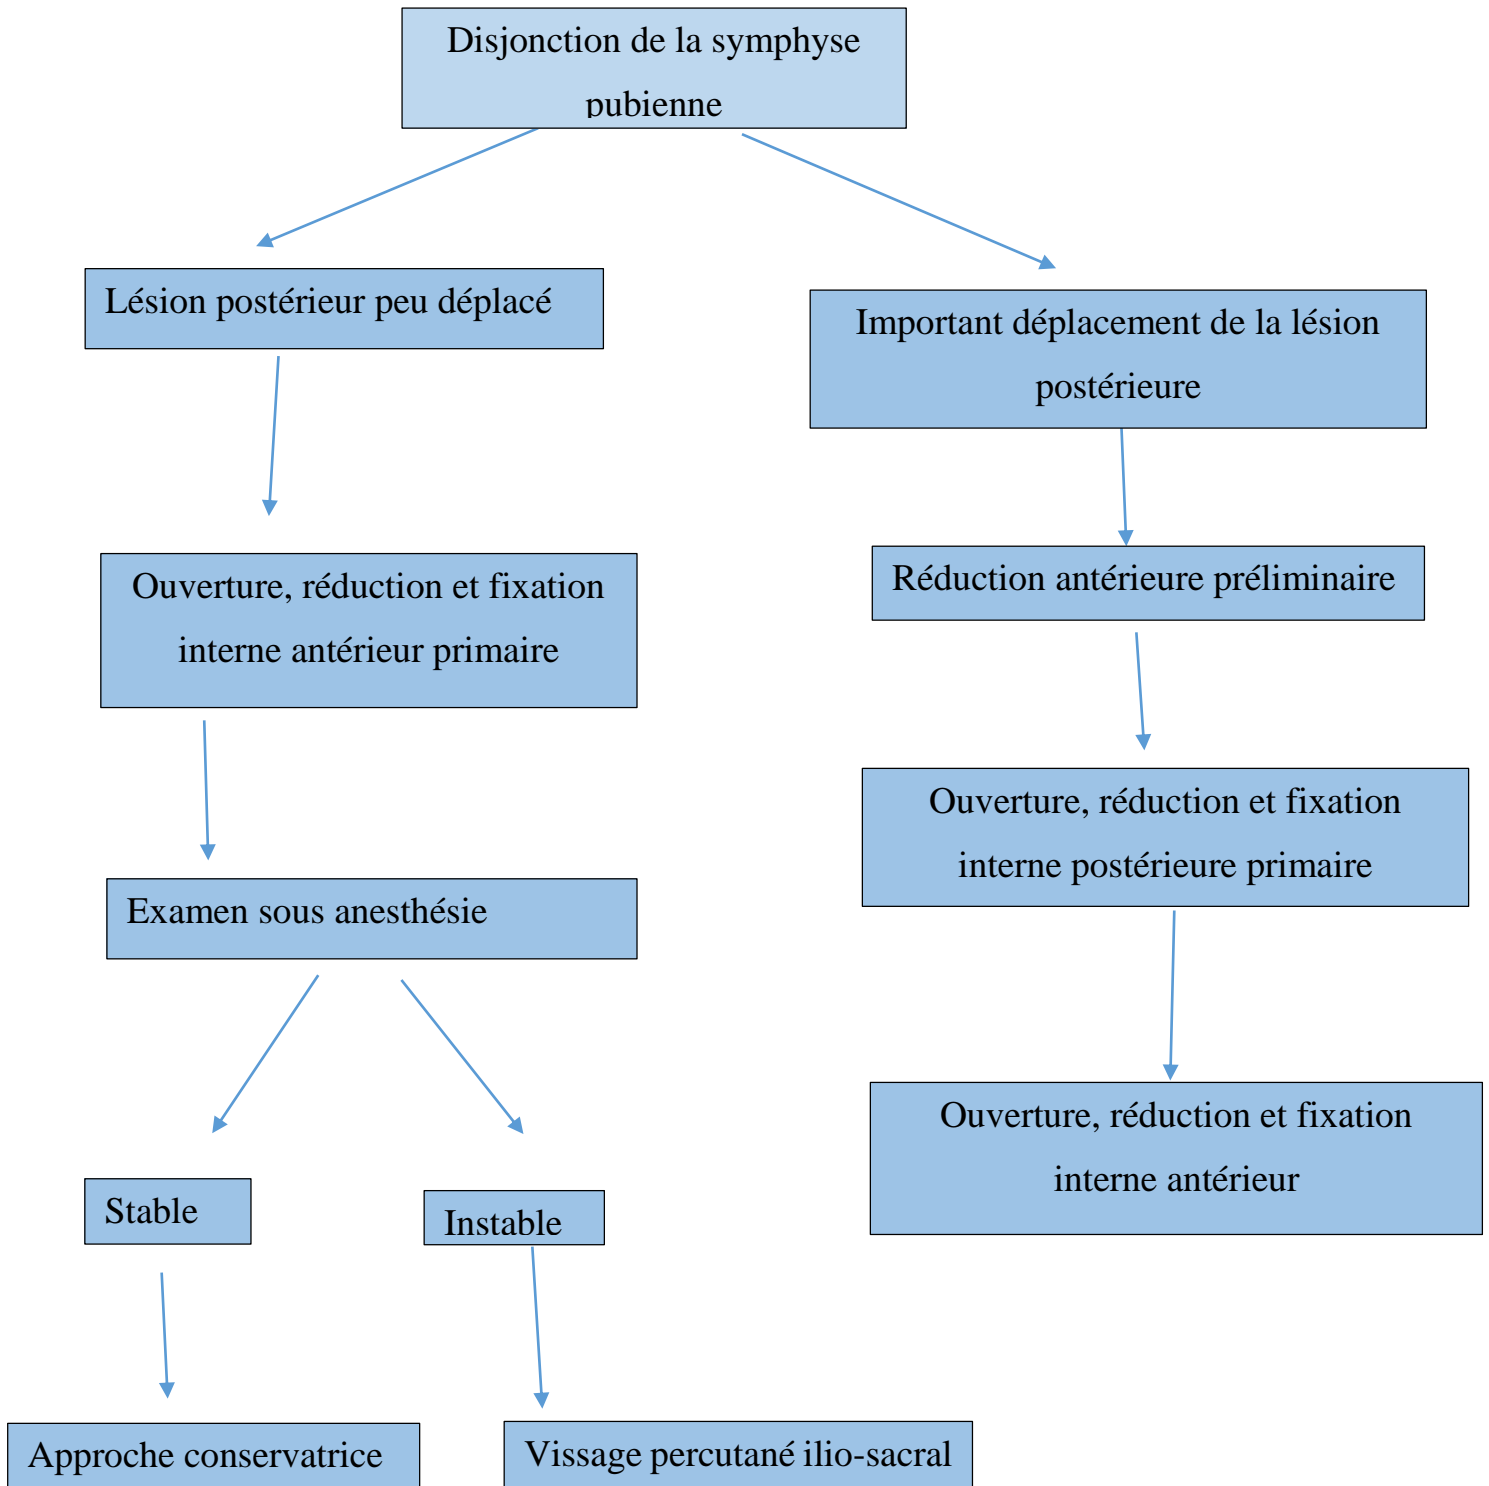 Disjonction de la symphyse
pubienne
Lésion postérieur peu déplacé
Important déplacement de la lésion
postérieure
Ouverture, réduction et fixation
interne antérieur primaire
Réduction antérieure préliminaire
Ouverture, réduction et fixation
interne postérieure primaire
Examen sous anesthésie
Ouverture, réduction et fixation
interne antérieur
Stable
Instable
Approche conservatrice
Vissage percutané ilio-sacral